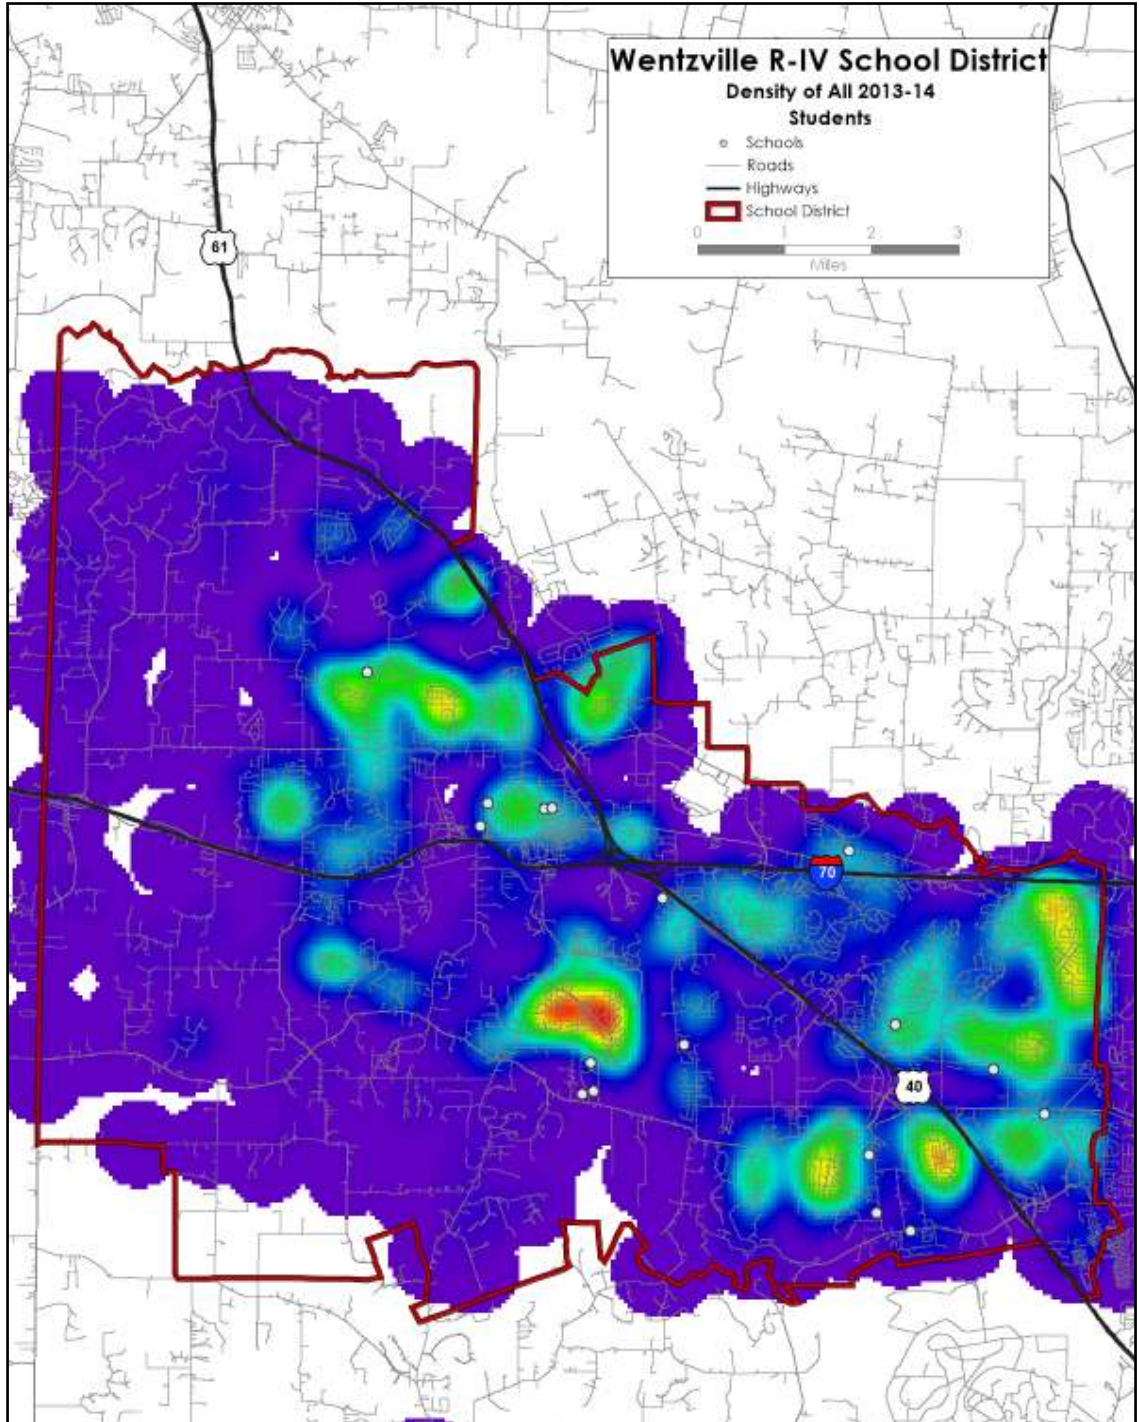 Wentzville R-IV School District
Density of All 2013-14
Students
Schools
Roads
Highways
School District
0 1 2 3
Miles
61
70
40